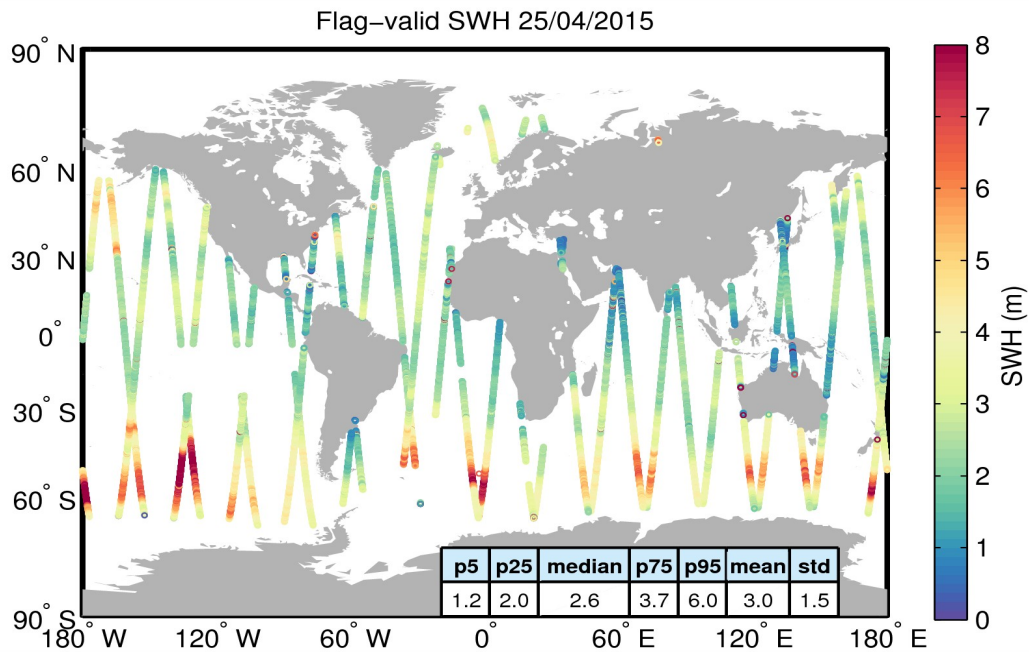 Flag−valid SWH 25/04/2015
90° N
60° N
30° N
0°
30° S
60° S
90° S
180° W
120° W
60° W
0°
60° E
120° E
180° E
p5 p25 median p75 p95 mean std
1.2 2.0 2.6 3.7 6.0 3.0 1.5
8
7
6
5
4
3
2
1
0
SWH (m)